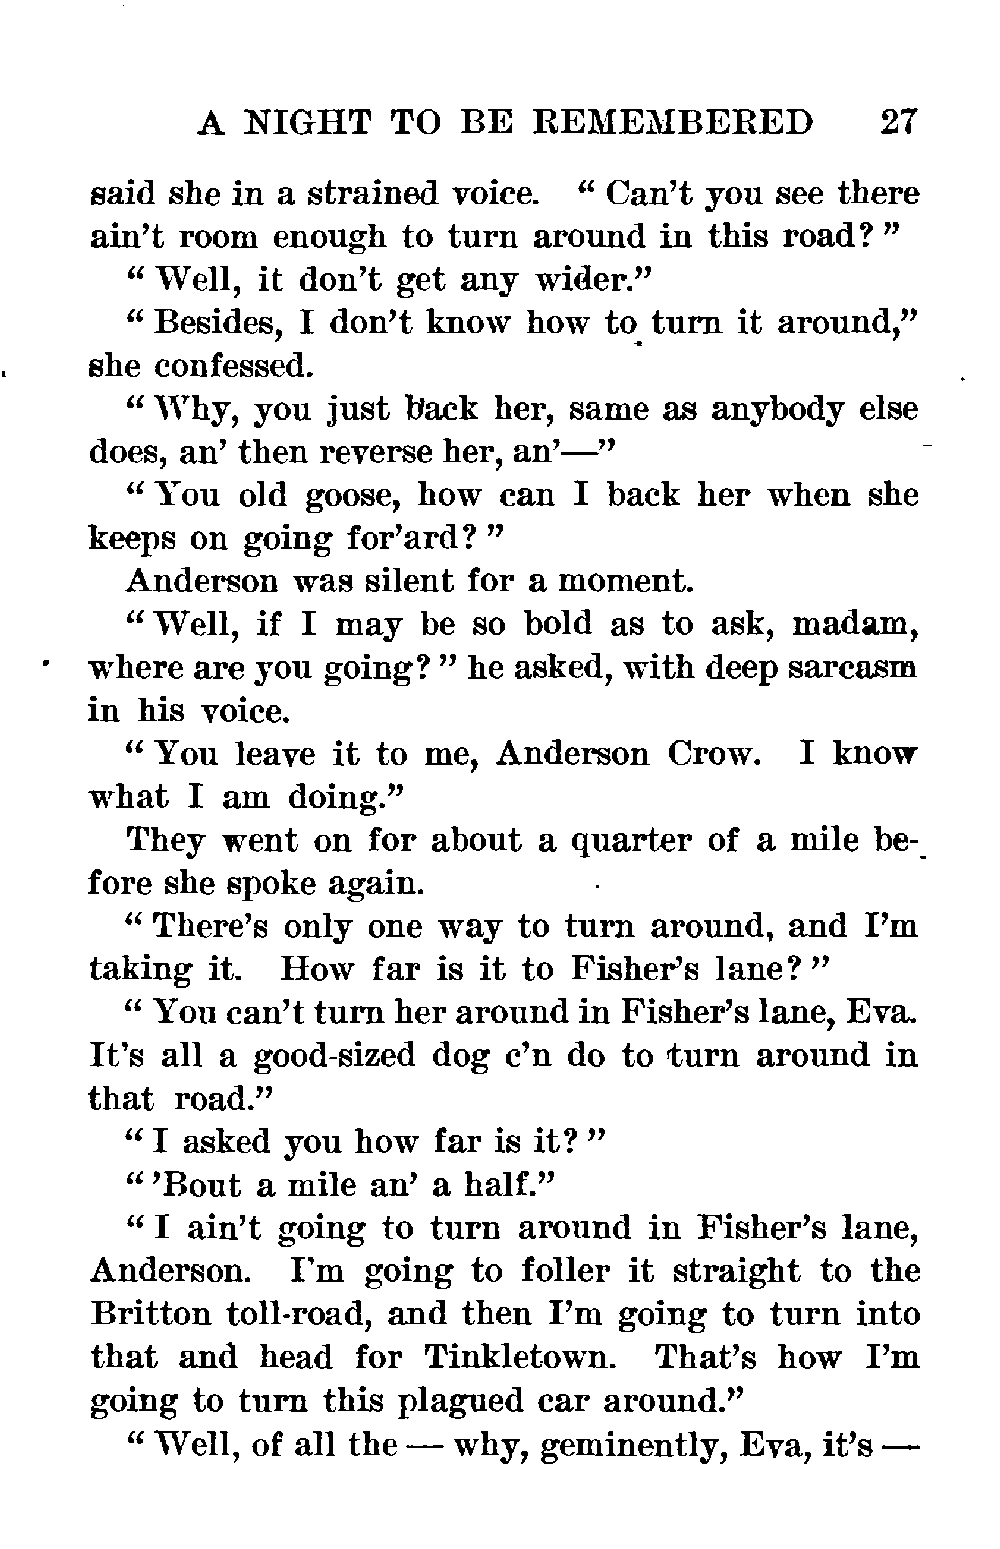 A NIGHT TO BE REMEMBERED 27
said she in a strained voice. “ Can’t you see there
ain’t room enough to turn around in this road? ”
“ Well, it don’t get any wider.”
“ Besides, I don’t know how to turn it around,”
she confessed.
“ Why, you just back her, same as anybody else
does, an’ then reverse her, an’—”
“ You old goose, how can I back her when she
keeps on going for’ard? ”
Anderson was silent for a moment.
“ Well, if I may be so bold as to ask, madam,
where are you going? ” he asked, with deep sarcasm
in his voice.
“ You leave it to me, Anderson Crow. I know
what I am doing.”
They went on for about a quarter of a mile be-
fore she spoke again.
“ There’s only one way to turn around, and I’m
taking it. How far is it to Fisher’s lane? ”
“ You can’t turn her around in Fisher’s lane, Eva.
It’s all a good-sized dog c’n do to turn around in
that road.”
“ I asked you how far is it? ”
“ ’Bout a mile an’ a half.”
“ I ain’t going to turn around in Fisher’s lane,
Anderson. I’m going to foller it straight to the
Britton toll-road, and then I’m going to turn into
that and head for Tinkletown. That’s how I’m
going to turn this plagued car around.”
“ Well, of all the — why, geminently, Eva, it’s —